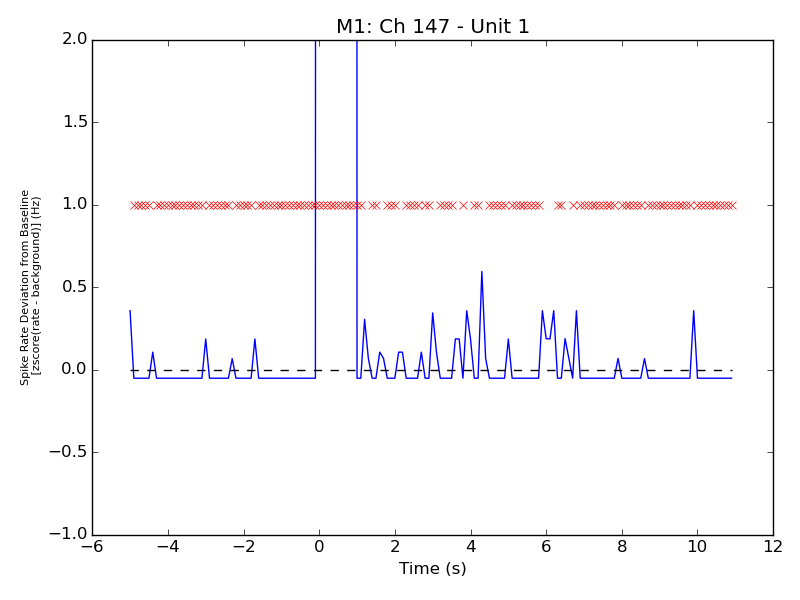 M1: Ch 147 - Unit 1
2.0
1.5
1.0
0.5
0.0
−0.5
−1.0
Spike Rate Deviation from Baseline
[zscore(rate - background)] (Hz)
−6 −4 −2 0 2 4 6 8 10 12
Time (s)